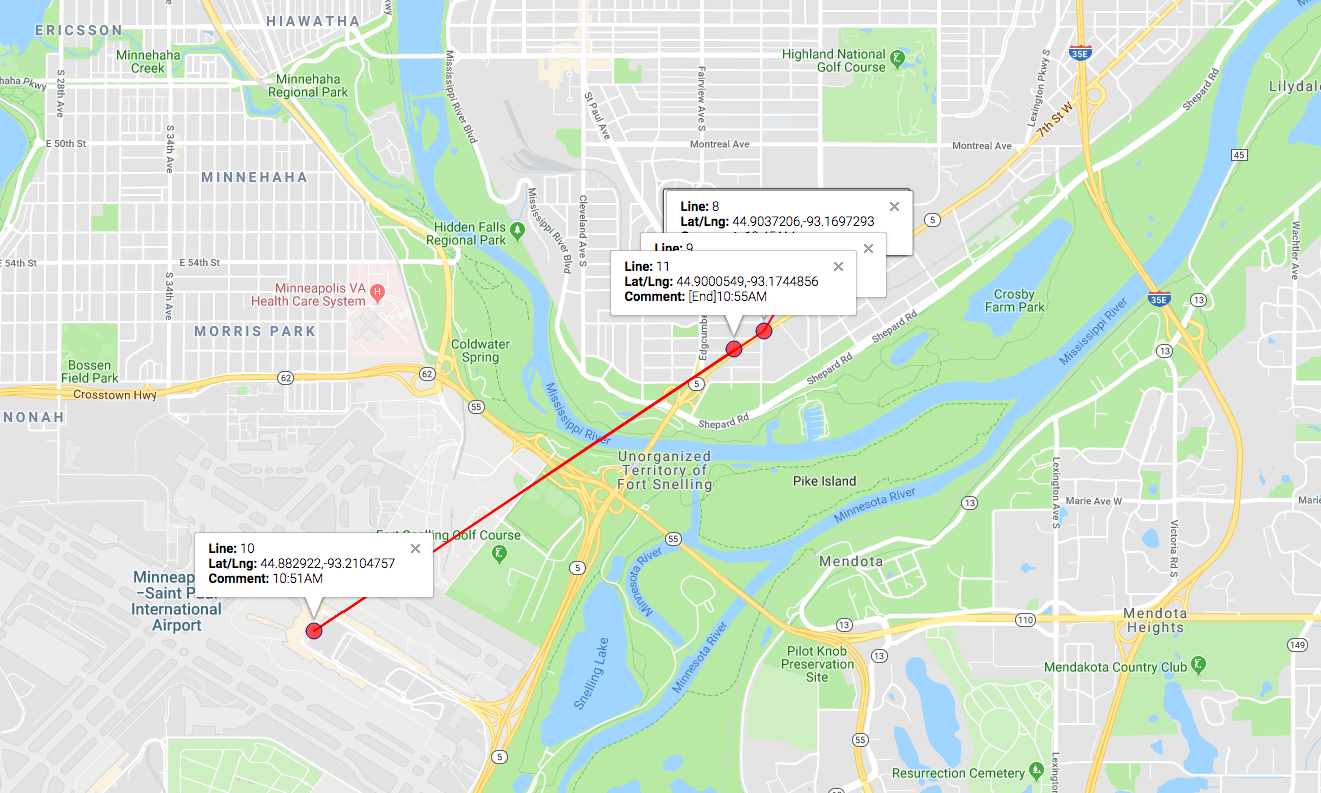 HIAWATHA
ERICSSON
Minnehaha
Creek
Minnehaha
Regional Park
Highland National
Golf Course
35E
Lilydale
S 28th Ave
S 34th Ave
Mississippi River Blvd
St Paul Ave
Fairview Ave S
Lexington Pkwy S
7th St W
Shepard Rd
E 50th St
Montreal Ave
Montreal Ave
45
MINNEHAHA
Line: 8
Lat/Lng: 44.9037206,-93.1697293
5
Line: 9
Line: 11
Lat/Lng: 44.9000549,-93.1744856
Comment: [End]10:55AM
Hidden Falls
Regional Park
Mississippi River Blvd
Cleveland Ave S
Wachtler Ave
E 54th St
E 54th St
S 34th Ave
Minneapolis VA
Health Care System
H
Crosby
Farm Park
35E
13
MORRIS PARK
Coldwater
Spring
Shepard Rd
Shepard Rd
Mississippi River
13
Bossen
Field Park
62
62
5
Crosstown Hwy
55
NONAH
Mississippi River
Shepard Rd
Unorganized
Territory of
Fort Snelling
Pike Island
Minnesota River
13
Lexington Ave S
Marie Ave W
Victoria Rd S
Golf Course
55
Line: 10
Lat/Lng: 44.882922,-93.2104757
Comment: 10:51AM
5
Minnesota River
Mendota
International
Airport
13
110
Mendota
Heights
149
Snelling Lake
Minnesota River
Pilot Knob
Preservation
Site
13
Mendakota Country Club
55
5
Resurrection Cemetery